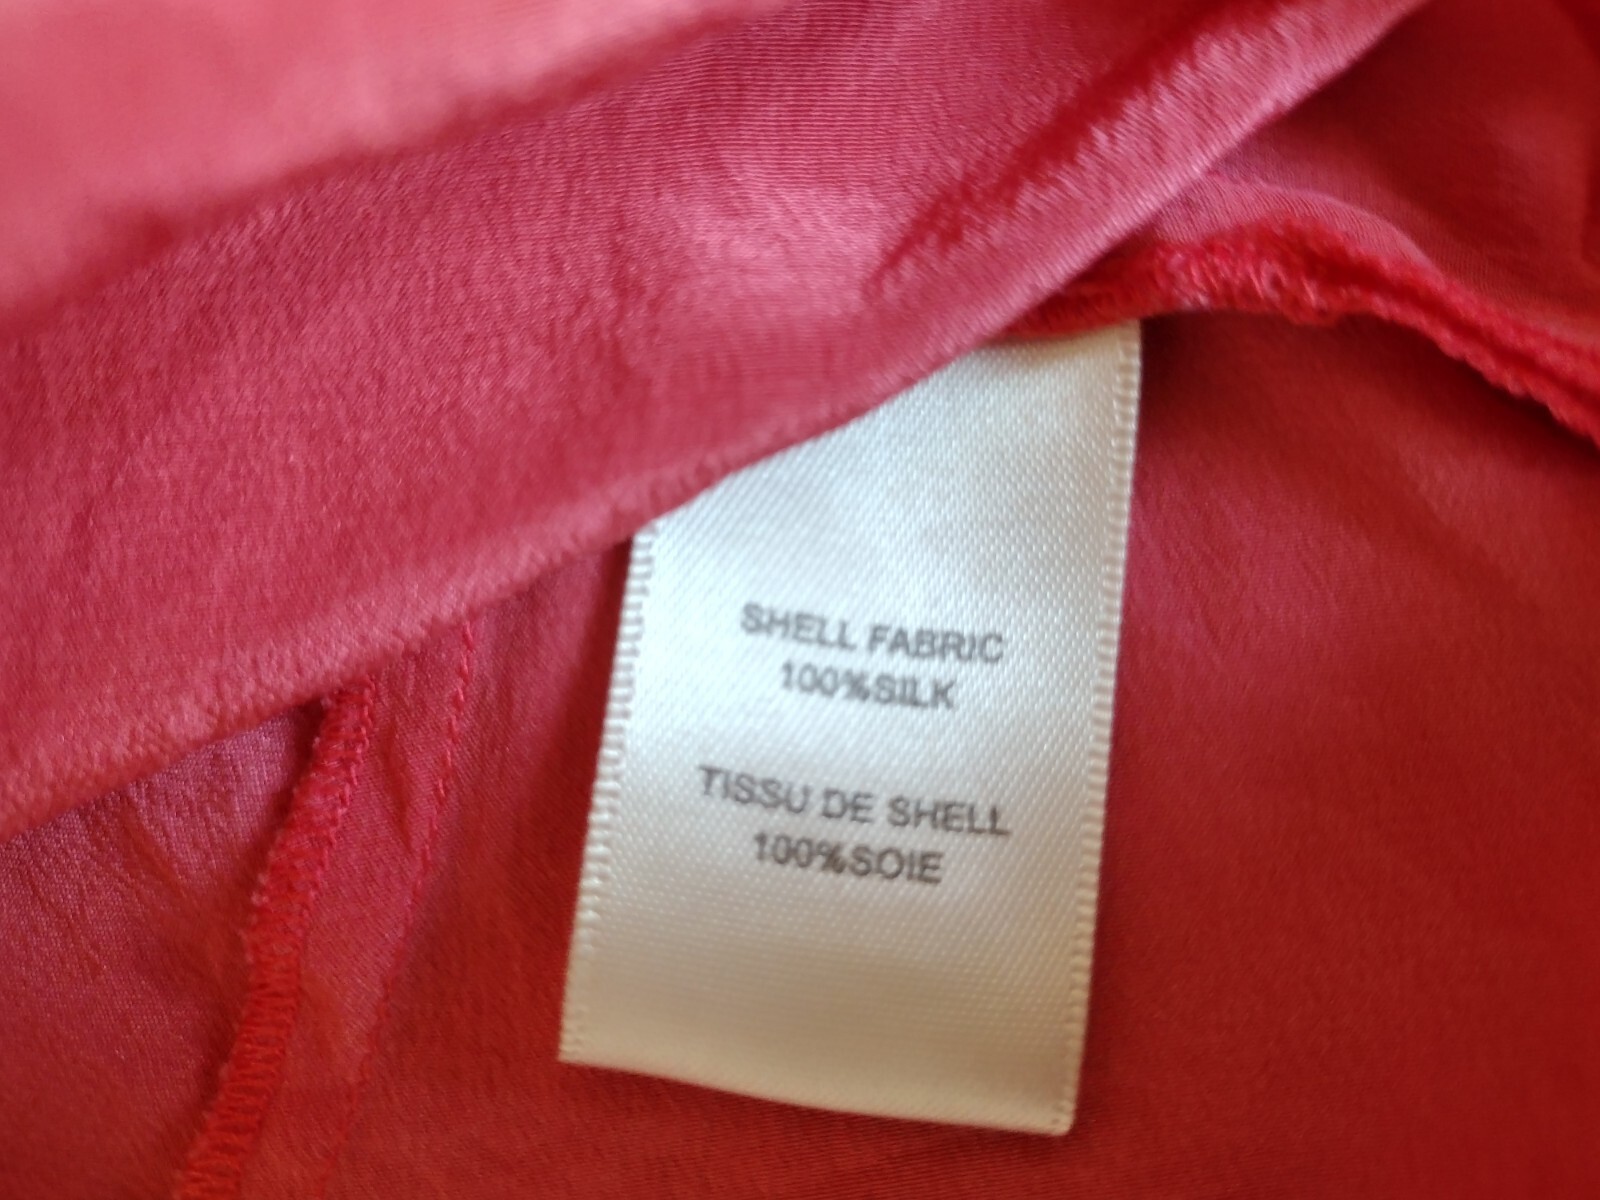 SHELL FABRIC
100%SILK
TISSU DE SHELL
100%SOIE